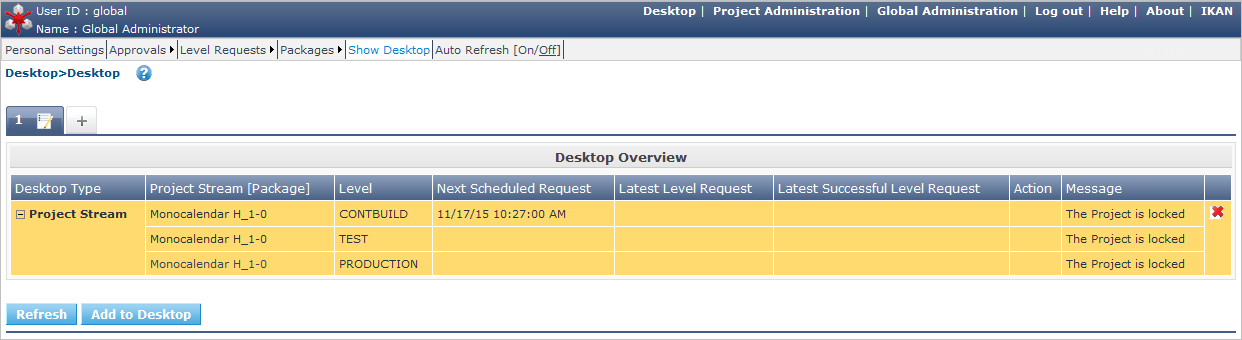 User ID : global
Name : Global Administrator
Desktop | Project Administration | Global Administration | Log out | Help | About | IKAN
Personal Settings | Approvals | Level Requests | Packages | Show Desktop | Auto Refresh [On/Off]
Desktop>Desktop ?
1 +
Desktop Overview
Desktop Type Project Stream [Package] Level Next Scheduled Request Latest Level Request Latest Successful Level Request Action Message
Project Stream Monocalendar H_1-0 CONTBUILD 11/17/15 10:27:00 AM The Project is locked
Monocalendar H_1-0 TEST The Project is locked
Monocalendar H_1-0 PRODUCTION The Project is locked
Refresh Add to Desktop